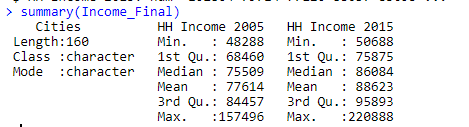 > summary(Income_Final)
Cities HH Income 2005 HH Income 2015
Length:160 Min. : 48288 Min. : 50688
Class :character 1st Qu.: 68460 1st Qu.: 75875
Mode :character Median : 75509 Median : 86084
Mean : 77614 Mean : 88623
3rd Qu.: 84457 3rd Qu.: 95893
Max. :157496 Max. :220888